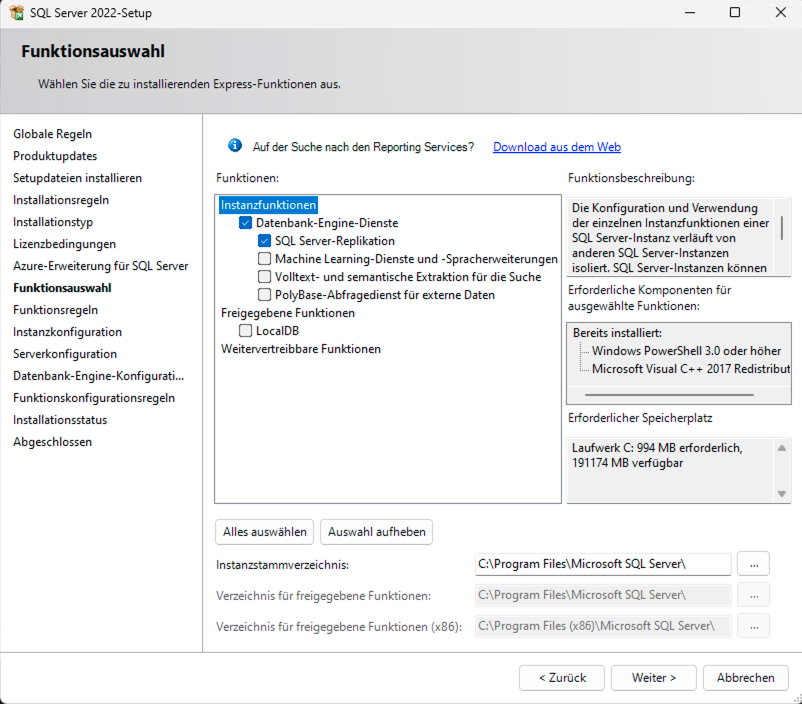 SQL Server 2022-Setup
Funktionsauswahl
Wählen Sie die zu installierenden Express-Funktionen aus.
Globale Regeln
Produktupdates
Setupdateien installieren
Installationsregeln
Installationstyp
Lizenzbedingungen
Azure-Erweiterung für SQL Server
Funktionsauswahl
Funktionsregeln
Instanzkonfiguration
Serverkonfiguration
Datenbank-Engine-Konfigurati...
Funktionskonfigurationsregeln
Installationsstatus
Abgeschlossen
Auf der Suche nach den Reporting Services? Download aus dem Web
Funktionen:
Instanzfunktionen
Datenbank-Engine-Dienste
SQL Server-Replikation
Machine Learning-Dienste und -Spracherweiterungen
Volltext- und semantische Extraktion für die Suche
PolyBase-Abfragedienst für externe Daten
Freigegebene Funktionen
LocalDB
Weitervertreibbare Funktionen
Funktionsbeschreibung:
Die Konfiguration und Verwendung
der einzelnen Instanzfunktionen einer
SQL Server-Instanz verläuft von
anderen SQL Server-Instanzen
isoliert. SQL Server-Instanzen können
Erforderliche Komponenten für
ausgewählte Funktionen:
Bereits installiert:
Windows PowerShell 3.0 oder höher
Microsoft Visual C++ 2017 Redistribut
Erforderlicher Speicherplatz
Laufwerk C: 994 MB erforderlich,
191174 MB verfügbar
Alles auswählen Auswahl aufheben
Instanzstammverzeichnis: C:\Program Files\Microsoft SQL Server\ ...
Verzeichnis für freigegebene Funktionen: C:\Program Files\Microsoft SQL Server\ ...
Verzeichnis für freigegebene Funktionen (x86): C:\Program Files (x86)\Microsoft SQL Server\ ...
< Zurück Weiter > Abbrechen